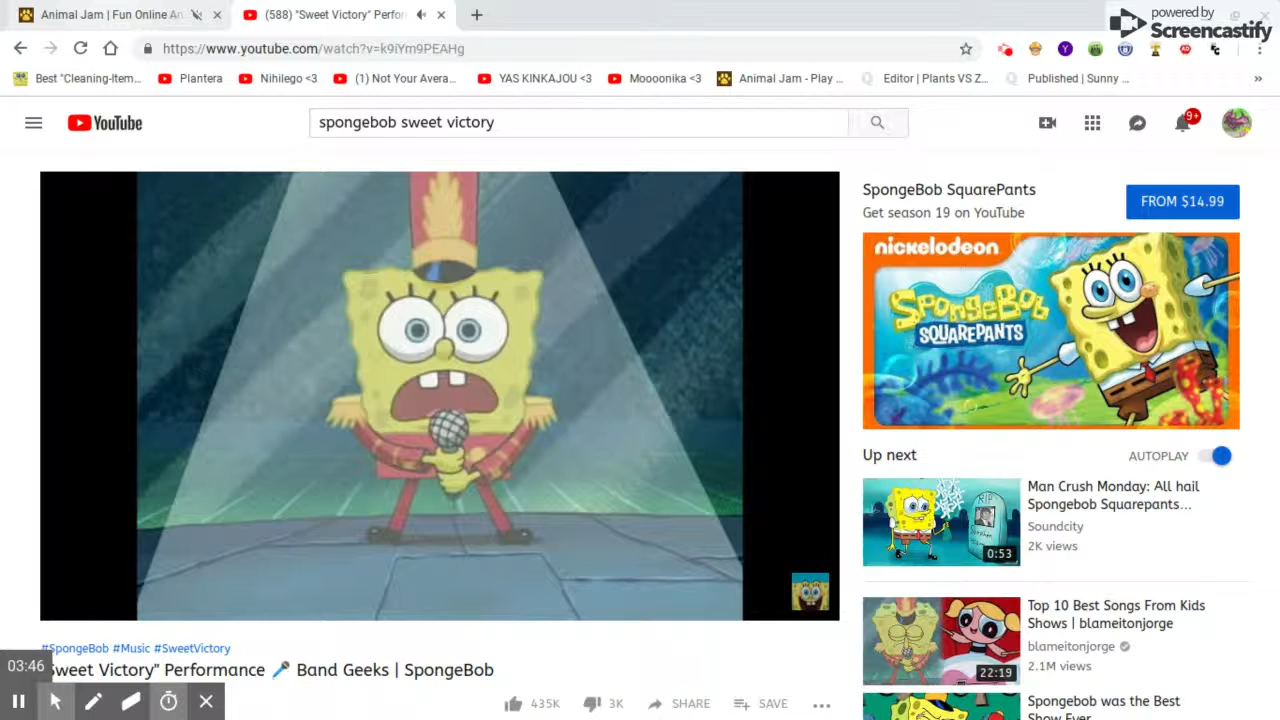 Animal Jam | Fun Online An
(588) "Sweet Victory" Perfor
powered by
Screencastify
https://www.youtube.com/watch?v=k9iYm9PEAHg
Best "Cleaning-Item...
Plantera
Nihilego <3
(1) Not Your Avera...
YAS KINKAJOU <3
Moooonika <3
Animal Jam - Play ...
Editor | Plants VS Z...
Published | Sunny ...
YouTube
spongebob sweet victory
9+
SpongeBob SquarePants
Get season 19 on YouTube
FROM $14.99
nickelodeon
SpongeBob
SQUAREPANTS
Up next
AUTOPLAY
Man Crush Monday: All hail
Spongebob Squarepants...
Soundcity
2K views
RIP
0:53
Top 10 Best Songs From Kids
Shows | blameitonjorge
blameitonjorge
2.1M views
22:19
Spongebob was the Best
Show Ever
#SpongeBob #Music #SweetVictory
Sweet Victory" Performance 🎤 Band Geeks | SpongeBob
03:46
435K
3K
SHARE
SAVE